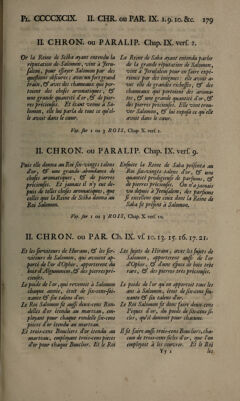 Pl. CCCCXCIX. II. CHR. ou PAR. IX. 1.9.10. &c. 179
II. CHRON. ou PARALIP. Chap. IX. verſ. 1.
Or la Reine de Séba ayant entendu la
réputation de Salomon, vint à Jeru-
salem, pour éſſayer Salomon par des
queſtions obſcures; avec un fort grand
train, & avec des chameaux qui por-
toient des choſes aromatiques; &
une grande quantité d'or & de pier-
res précieuſes. Et étant venue à Sa-
lomon, elle lui parla de tout ce qu'el-
le avoit dans le cœur.
La Reine de Saba ayant entendu parler
de la grande réputation de Salomon,
vint à Jeruſalem pour en faire expé-
rience par des énigmes: elle avoit a-
vec elle de grandes richeſſes, & des
chameaux qui portoient des aroma-
tes, & une grande quantité d'or, &
des pierres précieuſes. Elle vint trou-
ver Salomon, & lui expoſa ce qu'elle
avoit dans le cœur.
Voy. ſur 1 ou 3 ROIS, Chap. X. verſ. 1.
II. CHRON. ou PARALIP. Chap. IX. verſ. 9.
Puis elle donna au Roi ſix-vingts talens
d'or, & une grande abondance de
choſes aromatiques, & de pierres
précieuſes. Et jamais il n'y eut de-
puis de telles choſes aromatiques, que
celles que la Reine de Séba donna au
Roi Salomon.
Enſuite la Reine de Saba préſenta au
Roi ſix-vingts talens d'or, & une
quantité prodigieuſe de parfums, &
de pierres précieuſes. On n'a jamais
vu depuis à Jeruſalem, des parfums
ſi excellens que ceux dont la Reine de
Saba fit préſent à Salomon.
Voy. ſur 1 ou 3 ROIS, Chap. X. verſ. 10.
II. CHRON. ou PAR. Ch. IX. vſ. 10. 13. 15. 16. 17. 21.
Et les ſerviteurs de Huram, & les ſer-
viteurs de Salomon, qui avoient ap-
porté de l'or d'Ophir, apportérent du
bois d'Algummim, & des pierres pré-
cieuſes.
Le poids de l'or, qui revenoit à Salomon
chaque année, étoit de ſix-cens-ſoi-
xante & ſix talens d'or.
Le Roi Salomon fit auſſi deux-cens Ron-
delles d'or étendu au marteau, em-
ployant pour chaque rondelle ſix-cens
piéces d'or étendu au marteau.
Et trois-cens Boucliers d'or étendu au
marteau, employant trois-cens piéces
d'or pour chaque Bouclier. Et le Roi
Les ſujets de Hiram, avec les ſujets de
Salomon, apportérent auſſi de l'or
d'Ophir, & d'une eſpece de bois très
rare, & des pierres très précieuſes.
Le poids de l'or qu'on apportoit tous les
ans à Salomon, étoit de ſix-cens ſoi-
xante & ſix talens d'or.
Le Roi Salomon fit donc faire deux-cens
Piques d'or, du poids de ſix-cens ſi-
cles, qu'il donnoit pour chacune.
Il fit faire auſſi trois-cens Boucliers, cha-
cun de trois-cens ſicles d'or, que l'on
employoit à les couvrir. Et le Roi
Yy 2
les